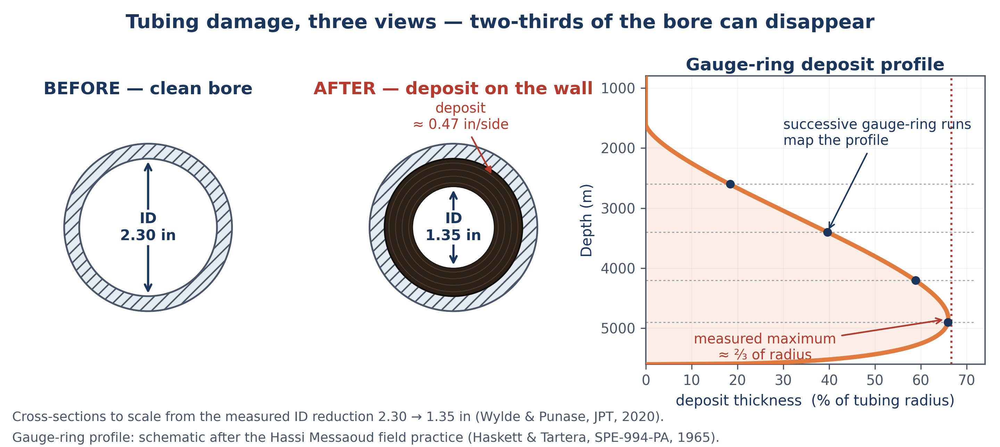 Tubing damage, three views — two-thirds of the bore can disappear
BEFORE — clean bore
ID
2.30 in
AFTER — deposit on the wall
deposit
≈ 0.47 in/side
ID
1.35 in
Gauge-ring deposit profile
Depth (m)
1000
2000
3000
4000
5000
successive gauge-ring runs
map the profile
measured maximum
≈ ⅔ of radius
0 10 20 30 40 50 60 70
deposit thickness (% of tubing radius)
Cross-sections to scale from the measured ID reduction 2.30 → 1.35 in (Wylde & Punase, JPT, 2020).
Gauge-ring profile: schematic after the Hassi Messaoud field practice (Haskett & Tartera, SPE-994-PA, 1965).